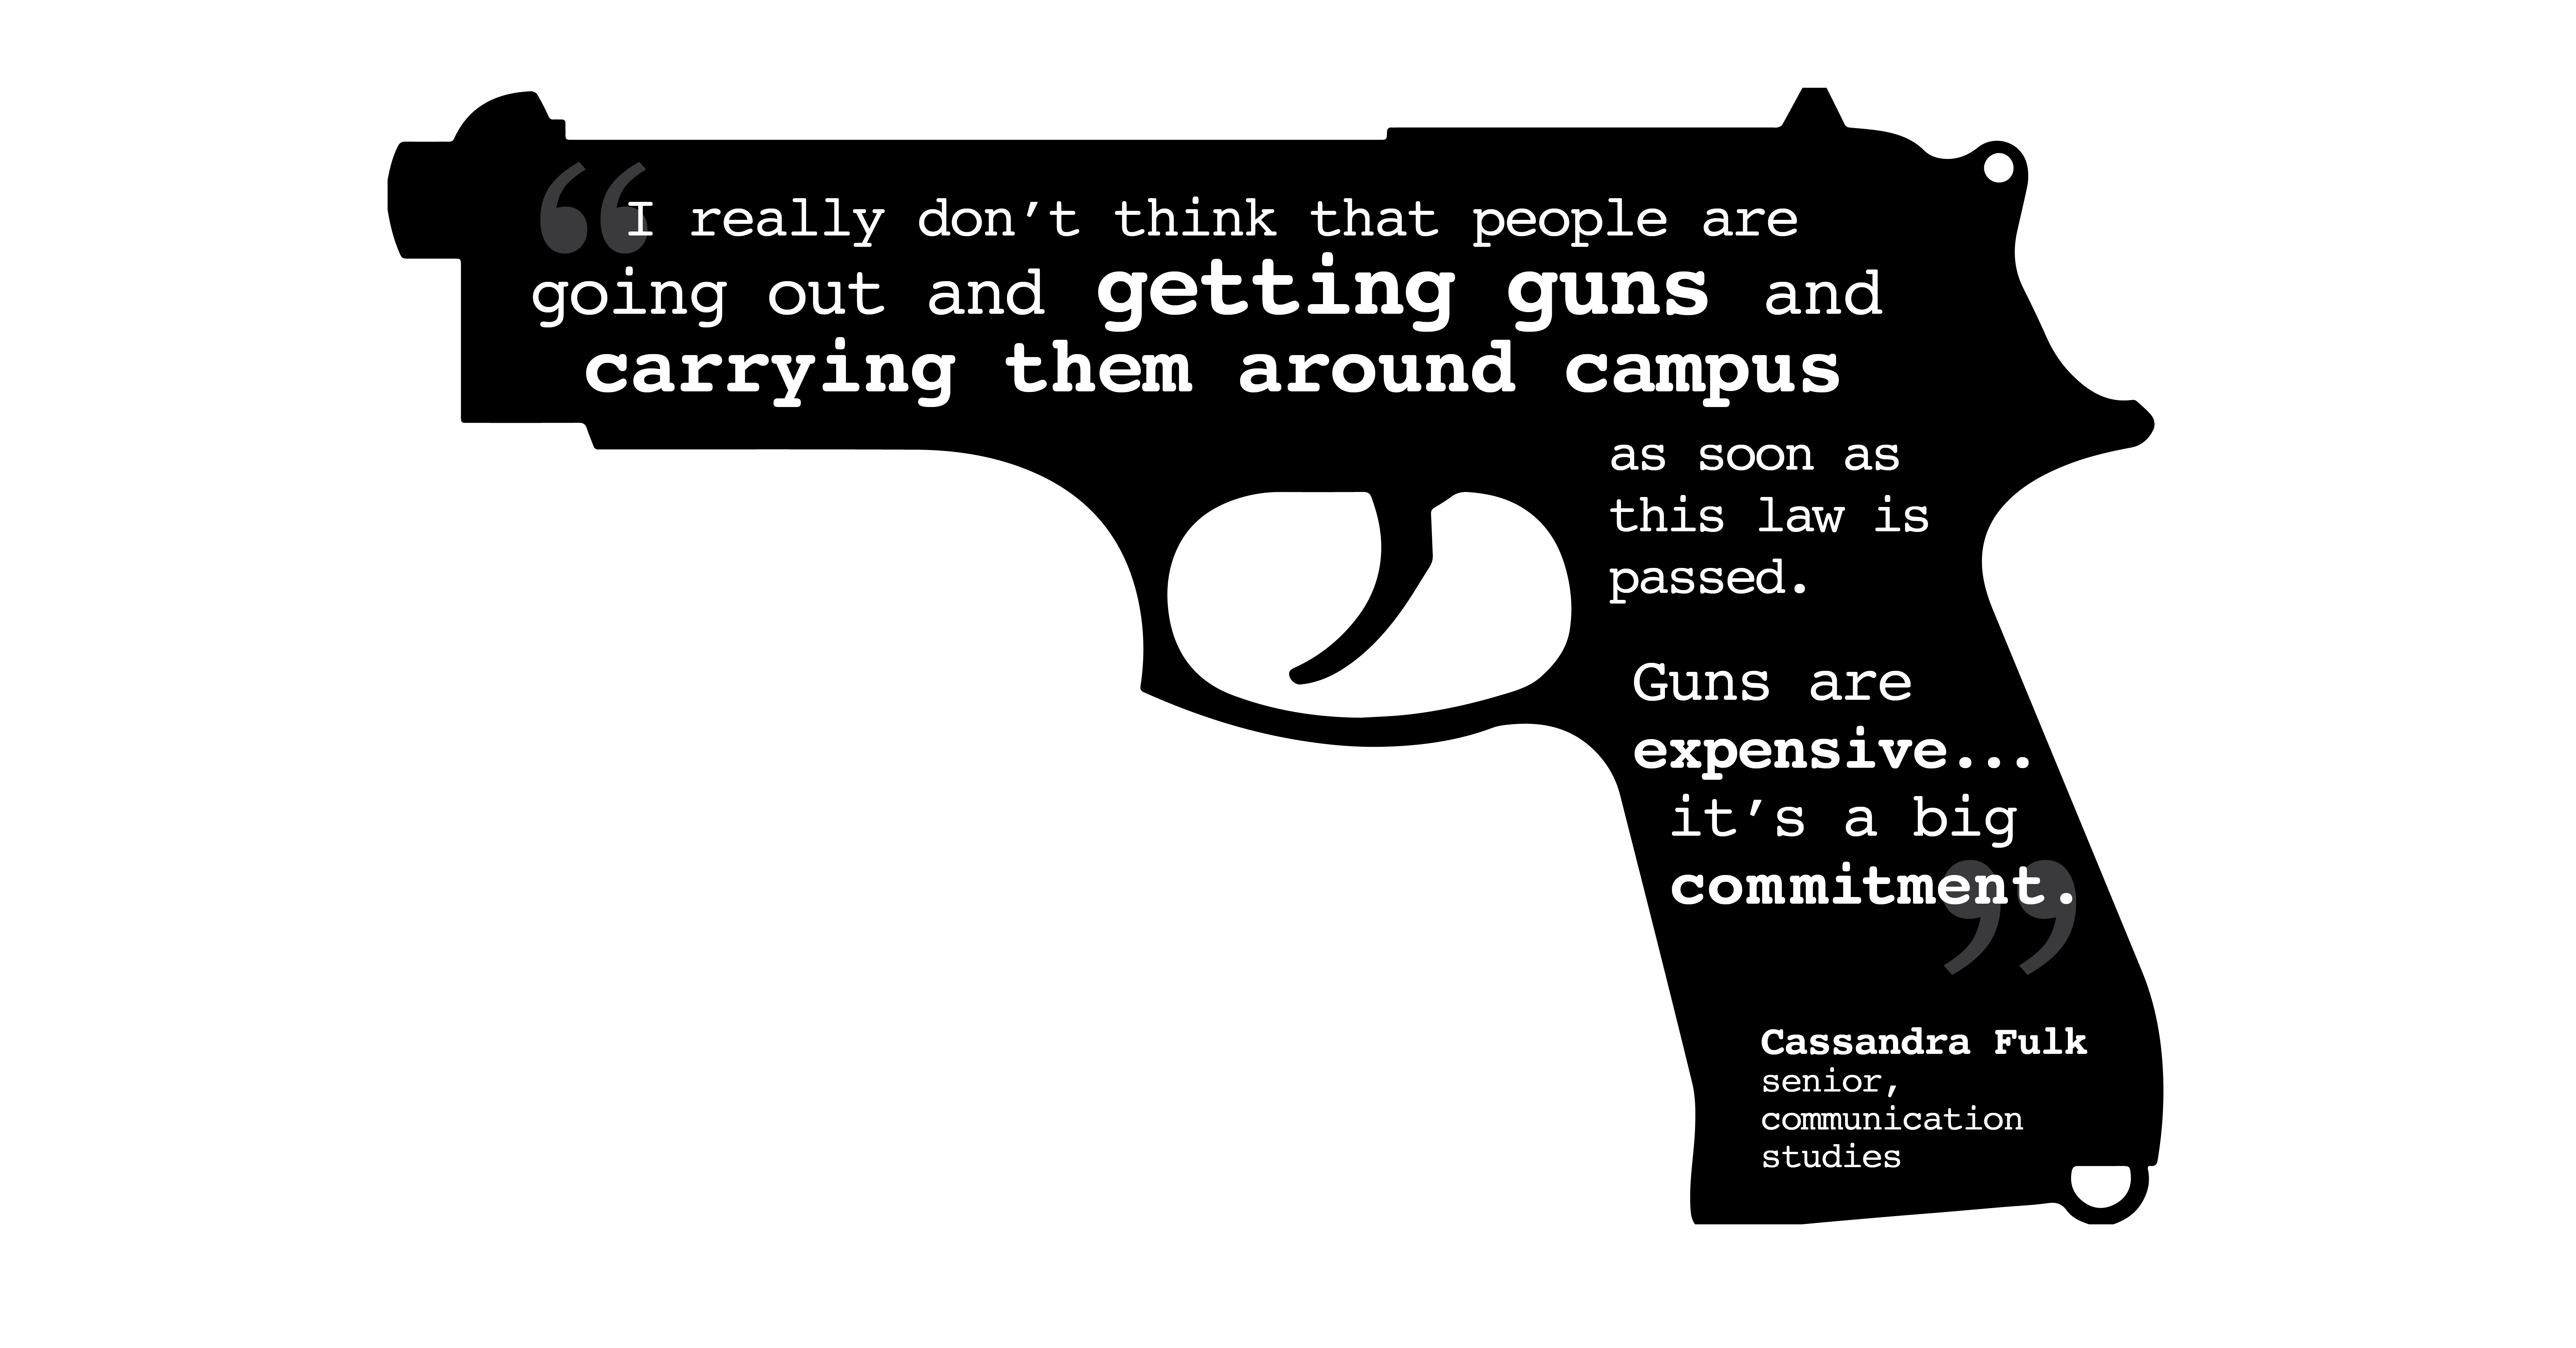 “I really don’t think that people are
going out and getting guns and
carrying them around campus
as soon as
this law is
passed.
Guns are
expensive...
it’s a big
commitment.”
Cassandra Fulk
senior,
communication
studies